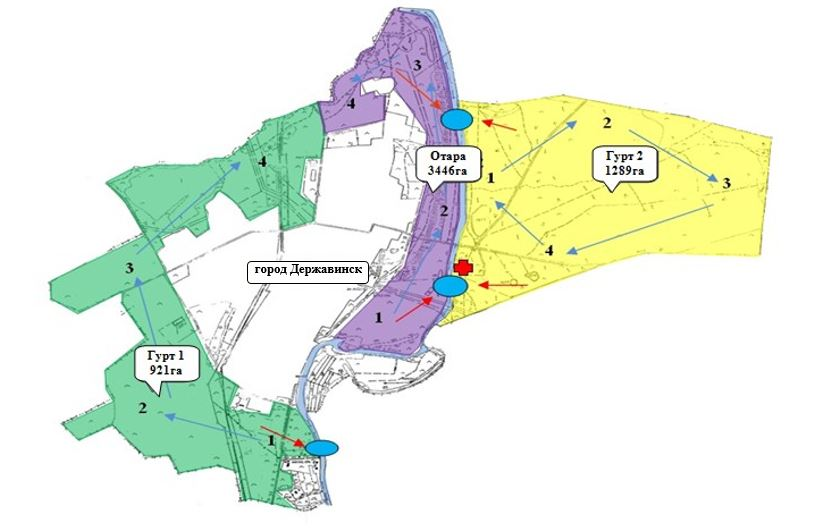 3
4
2
Отара
3446га
Гурт 2
1289га
4
1
3
2
4
3
город Державинск
1
Гурт 1
921га
2
1